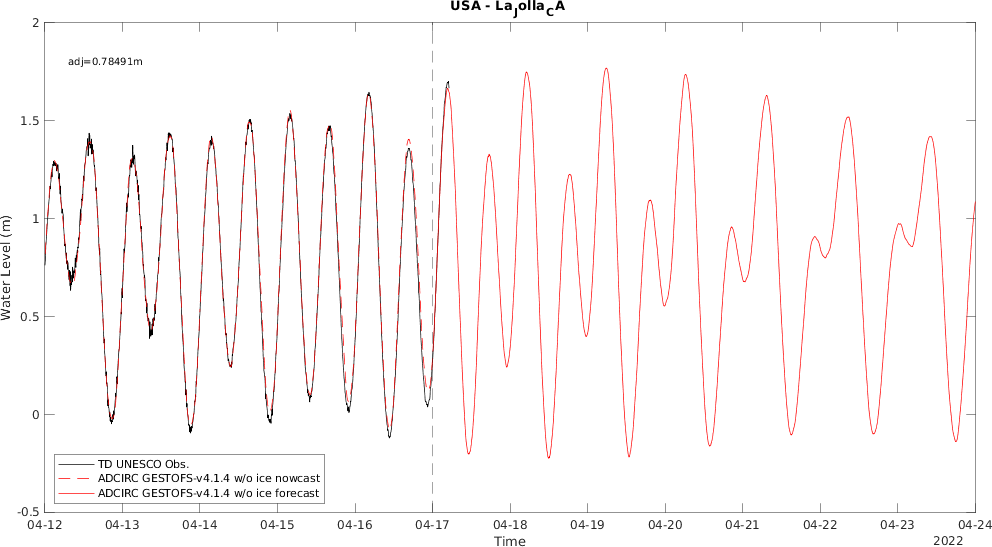 USA - LaJollaCA
adj=0.78491m
2
1.5
1
0.5
0
-0.5
Water Level (m)
TD UNESCO Obs.
ADCIRC GESTOFS-v4.1.4 w/o ice nowcast
ADCIRC GESTOFS-v4.1.4 w/o ice forecast
04-12 04-13 04-14 04-15 04-16 04-17 04-18 04-19 04-20 04-21 04-22 04-23 04-24
Time
2022